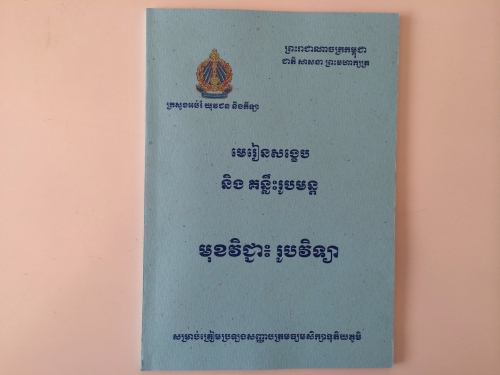 ព្រះរាជាណាចក្រកម្ពុជា
ជាតិ សាសនា ព្រះមហាក្សត្រ
ក្រសួងអប់រំ យុវជន និងកីឡា
មេរៀនសង្ខេប
និង គន្លឹះរូបមន្ត
មុខវិជ្ជា៖ រូបវិទ្យា
សម្រាប់ត្រៀមប្រឡងសញ្ញាបត្រមធ្យមសិក្សាទុតិយភូមិ